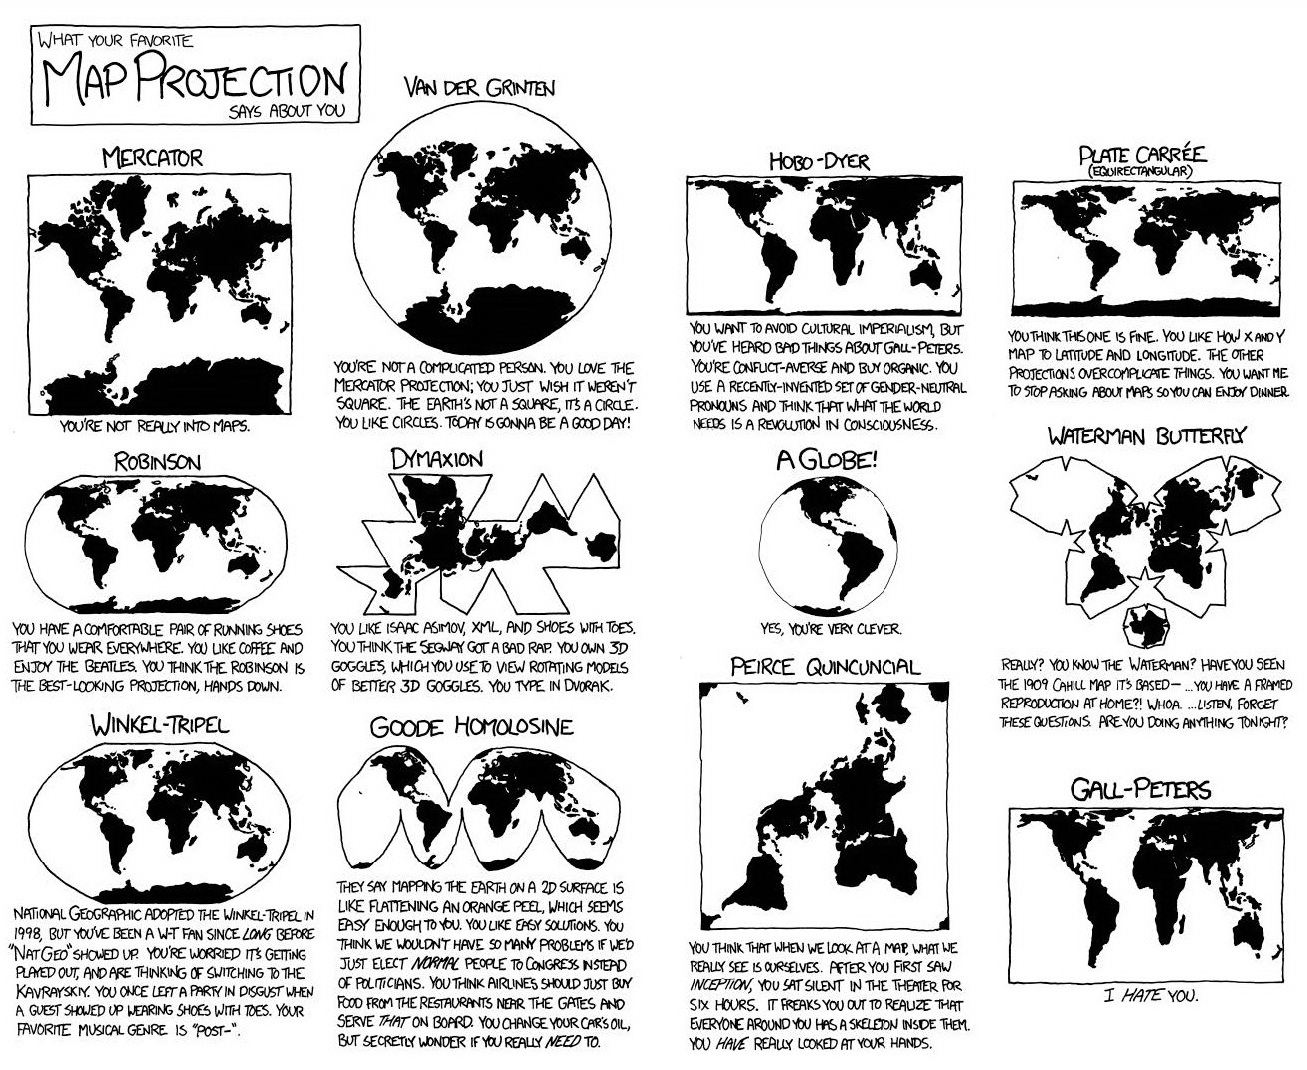 WHAT YOUR FAVORITE
MAP PROJECTION
SAYS ABOUT YOU
MERCATOR
YOU'RE NOT REALLY INTO MAPS.
VAN DER GRINTEN
YOU'RE NOT A COMPLICATED PERSON. YOU LOVE THE
MERCATOR PROJECTION; YOU JUST WISH IT WEREN'T
SQUARE. THE EARTH'S NOT A SQUARE, IT'S A CIRCLE.
YOU LIKE CIRCLES. TODAY IS GONNA BE A GOOD DAY!
ROBINSON
YOU HAVE A COMFORTABLE PAIR OF RUNNING SHOES
THAT YOU WEAR EVERYWHERE. YOU LIKE COFFEE AND
ENJOY THE BEATLES. YOU THINK THE ROBINSON IS
THE BEST-LOOKING PROJECTION, HANDS DOWN.
DYMAXION
YOU LIKE ISAAC ASIMOV, XML, AND SHOES WITH TOES.
YOU THINK THE SEGWAY GOT A BAD RAP. YOU OWN 3D
GOGGLES, WHICH YOU USE TO VIEW ROTATING MODELS
OF BETTER 3D GOGGLES. YOU TYPE IN DVORAK.
WINKEL-TRIPEL
NATIONAL GEOGRAPHIC ADOPTED THE WINKEL-TRIPEL IN
1998, BUT YOU'VE BEEN A W-T FAN SINCE LONG BEFORE
"NAT GEO" SHOWED UP. YOU'RE WORRIED IT'S GETTING
PLAYED OUT, AND ARE THINKING OF SWITCHING TO THE
KAVRAYSKIY. YOU ONCE LEFT A PARTY IN DISGUST WHEN
A GUEST SHOWED UP WEARING SHOES WITH TOES. YOUR
FAVORITE MUSICAL GENRE IS "POST-".
GOODE HOMOLOSINE
THEY SAY MAPPING THE EARTH ON A 2D SURFACE IS
LIKE FLATTENING AN ORANGE PEEL, WHICH SEEMS
EASY ENOUGH TO YOU. YOU LIKE EASY SOLUTIONS. YOU
THINK WE WOULDN'T HAVE SO MANY PROBLEMS IF WE'D
JUST ELECT NORMAL PEOPLE TO CONGRESS INSTEAD
OF POLITICIANS. YOU THINK AIRLINES SHOULD JUST BUY
FOOD FROM THE RESTAURANTS NEAR THE GATES AND
SERVE THAT ON BOARD. YOU CHANGE YOUR CAR'S OIL,
BUT SECRETLY WONDER IF YOU REALLY NEED TO.
HOBO-DYER
YOU WANT TO AVOID CULTURAL IMPERIALISM, BUT
YOU'VE HEARD BAD THINGS ABOUT GALL-PETERS.
YOU'RE CONFLICT-AVERSE AND BUY ORGANIC. YOU
USE A RECENTLY-INVENTED SET OF GENDER-NEUTRAL
PRONOUNS AND THINK THAT WHAT THE WORLD
NEEDS IS A REVOLUTION IN CONSCIOUSNESS.
PLATE CARRÉE
(EQUIRECTANGULAR)
YOU THINK THIS ONE IS FINE. YOU LIKE HOW X AND Y
MAP TO LATITUDE AND LONGITUDE. THE OTHER
PROJECTIONS OVERCOMPLICATE THINGS. YOU WANT ME
TO STOP ASKING ABOUT MAPS SO YOU CAN ENJOY DINNER.
A GLOBE!
YES, YOU'RE VERY CLEVER.
WATERMAN BUTTERFLY
REALLY? YOU KNOW THE WATERMAN? HAVE YOU SEEN
THE 1909 CAHILL MAP IT'S BASED— ...YOU HAVE A FRAMED
REPRODUCTION AT HOME?! WHOA. ...LISTEN, FORGET
THESE QUESTIONS. ARE YOU DOING ANYTHING TONIGHT?
PEIRCE QUINCUNCIAL
YOU THINK THAT WHEN WE LOOK AT A MAP, WHAT WE
REALLY SEE IS OURSELVES. AFTER YOU FIRST SAW
INCEPTION, YOU SAT SILENT IN THE THEATER FOR
SIX HOURS. IT FREAKS YOU OUT TO REALIZE THAT
EVERYONE AROUND YOU HAS A SKELETON INSIDE THEM.
YOU HAVE REALLY LOOKED AT YOUR HANDS.
GALL-PETERS
I HATE YOU.